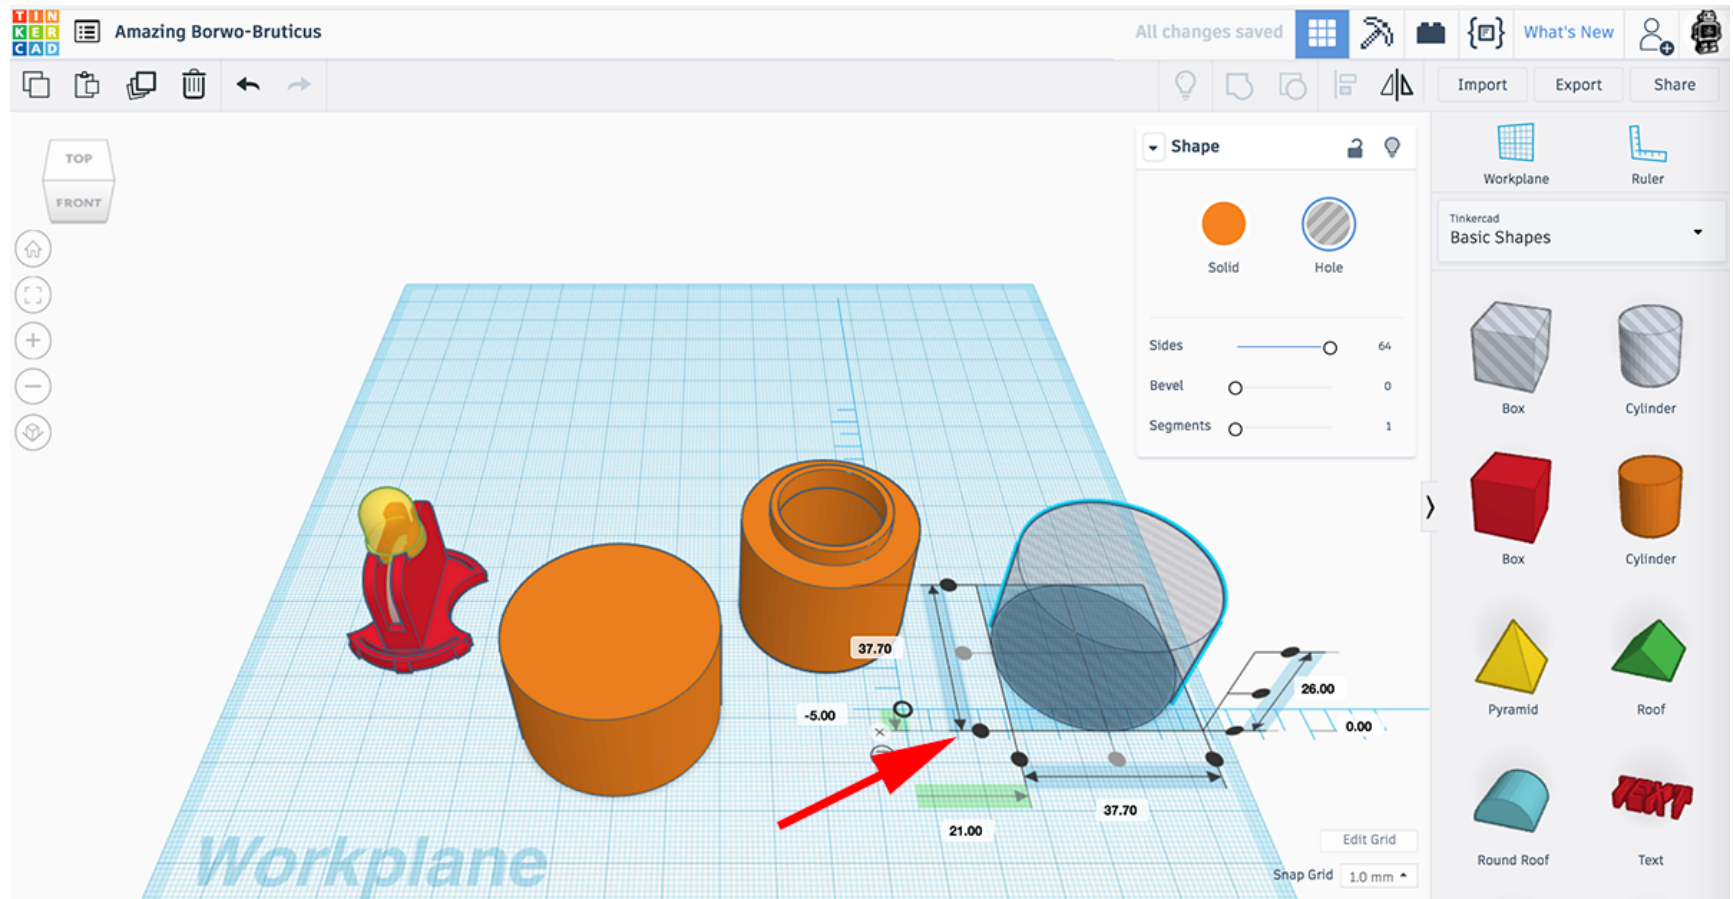 TIN
KER
CAD
Amazing Borwo-Bruticus
All changes saved
What's New
Import
Export
Share
TOP
FRONT
Shape
Solid
Hole
Sides
64
Bevel
0
Segments
1
Workplane
Ruler
Tinkercad
Basic Shapes
Box
Cylinder
Box
Cylinder
Pyramid
Roof
TEXT
Round Roof
Text
37.70
-5.00
26.00
0.00
37.70
21.00
Workplane
Edit Grid
Snap Grid
1.0 mm